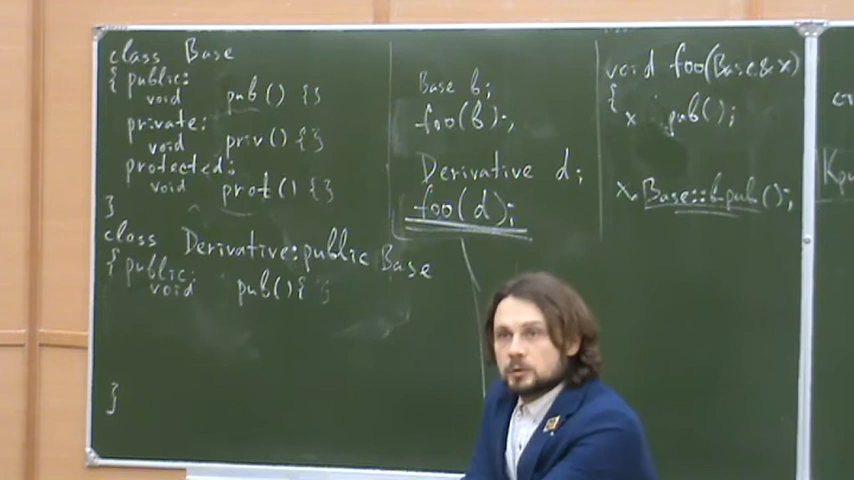 class Base
{ public:
void pub() {}
private:
void priv() {}
protected:
void prot() {}
}
class Derivative: public Base
{ public:
void pub() { }
}
Base b;
foo(b);
Derivative d;
foo(d);
void foo(Base& x)
{
x . pub();
x. Base::pub();